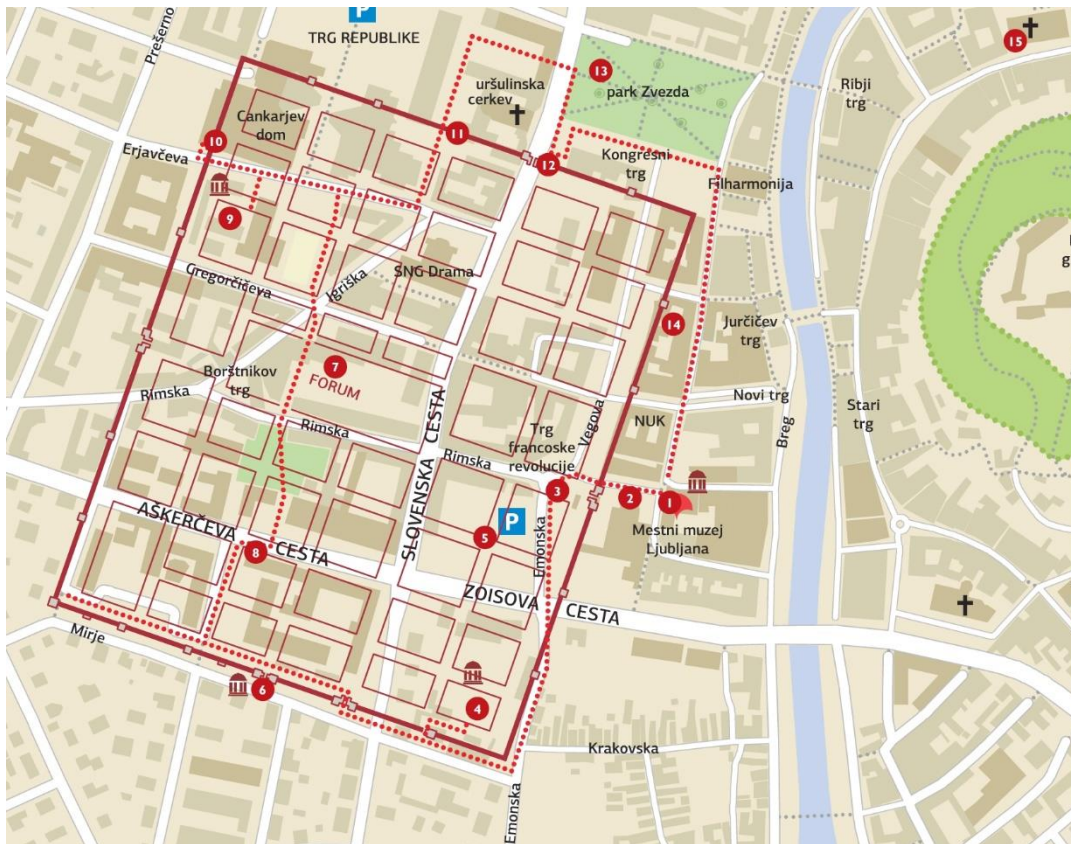 P
TRG REPUBLIKE
Prešerno
15
13
park Zvezda
Ribji
trg
uršulinska
cerkev
Cankarjev
dom
11
10
12
Erjavčeva
Kongresni
trg
Filharmonija
9
g
SNG Drama
Gregorčičeva
Igriška
14
Jurčičev
trg
7
FORUM
Borštnikov
trg
Rimska
Rimska
SLOVENSKA CESTA
Novi trg
Stari
trg
Breg
NUK
Vegova
Trg
francoske
revolucije
Rimska
3
2
1
P
5
Mestni muzej
Ljubljana
Emonska
AŠKERČEVA CESTA
8
ZOISOVA CESTA
Mirje
6
4
Krakovska
Emonska